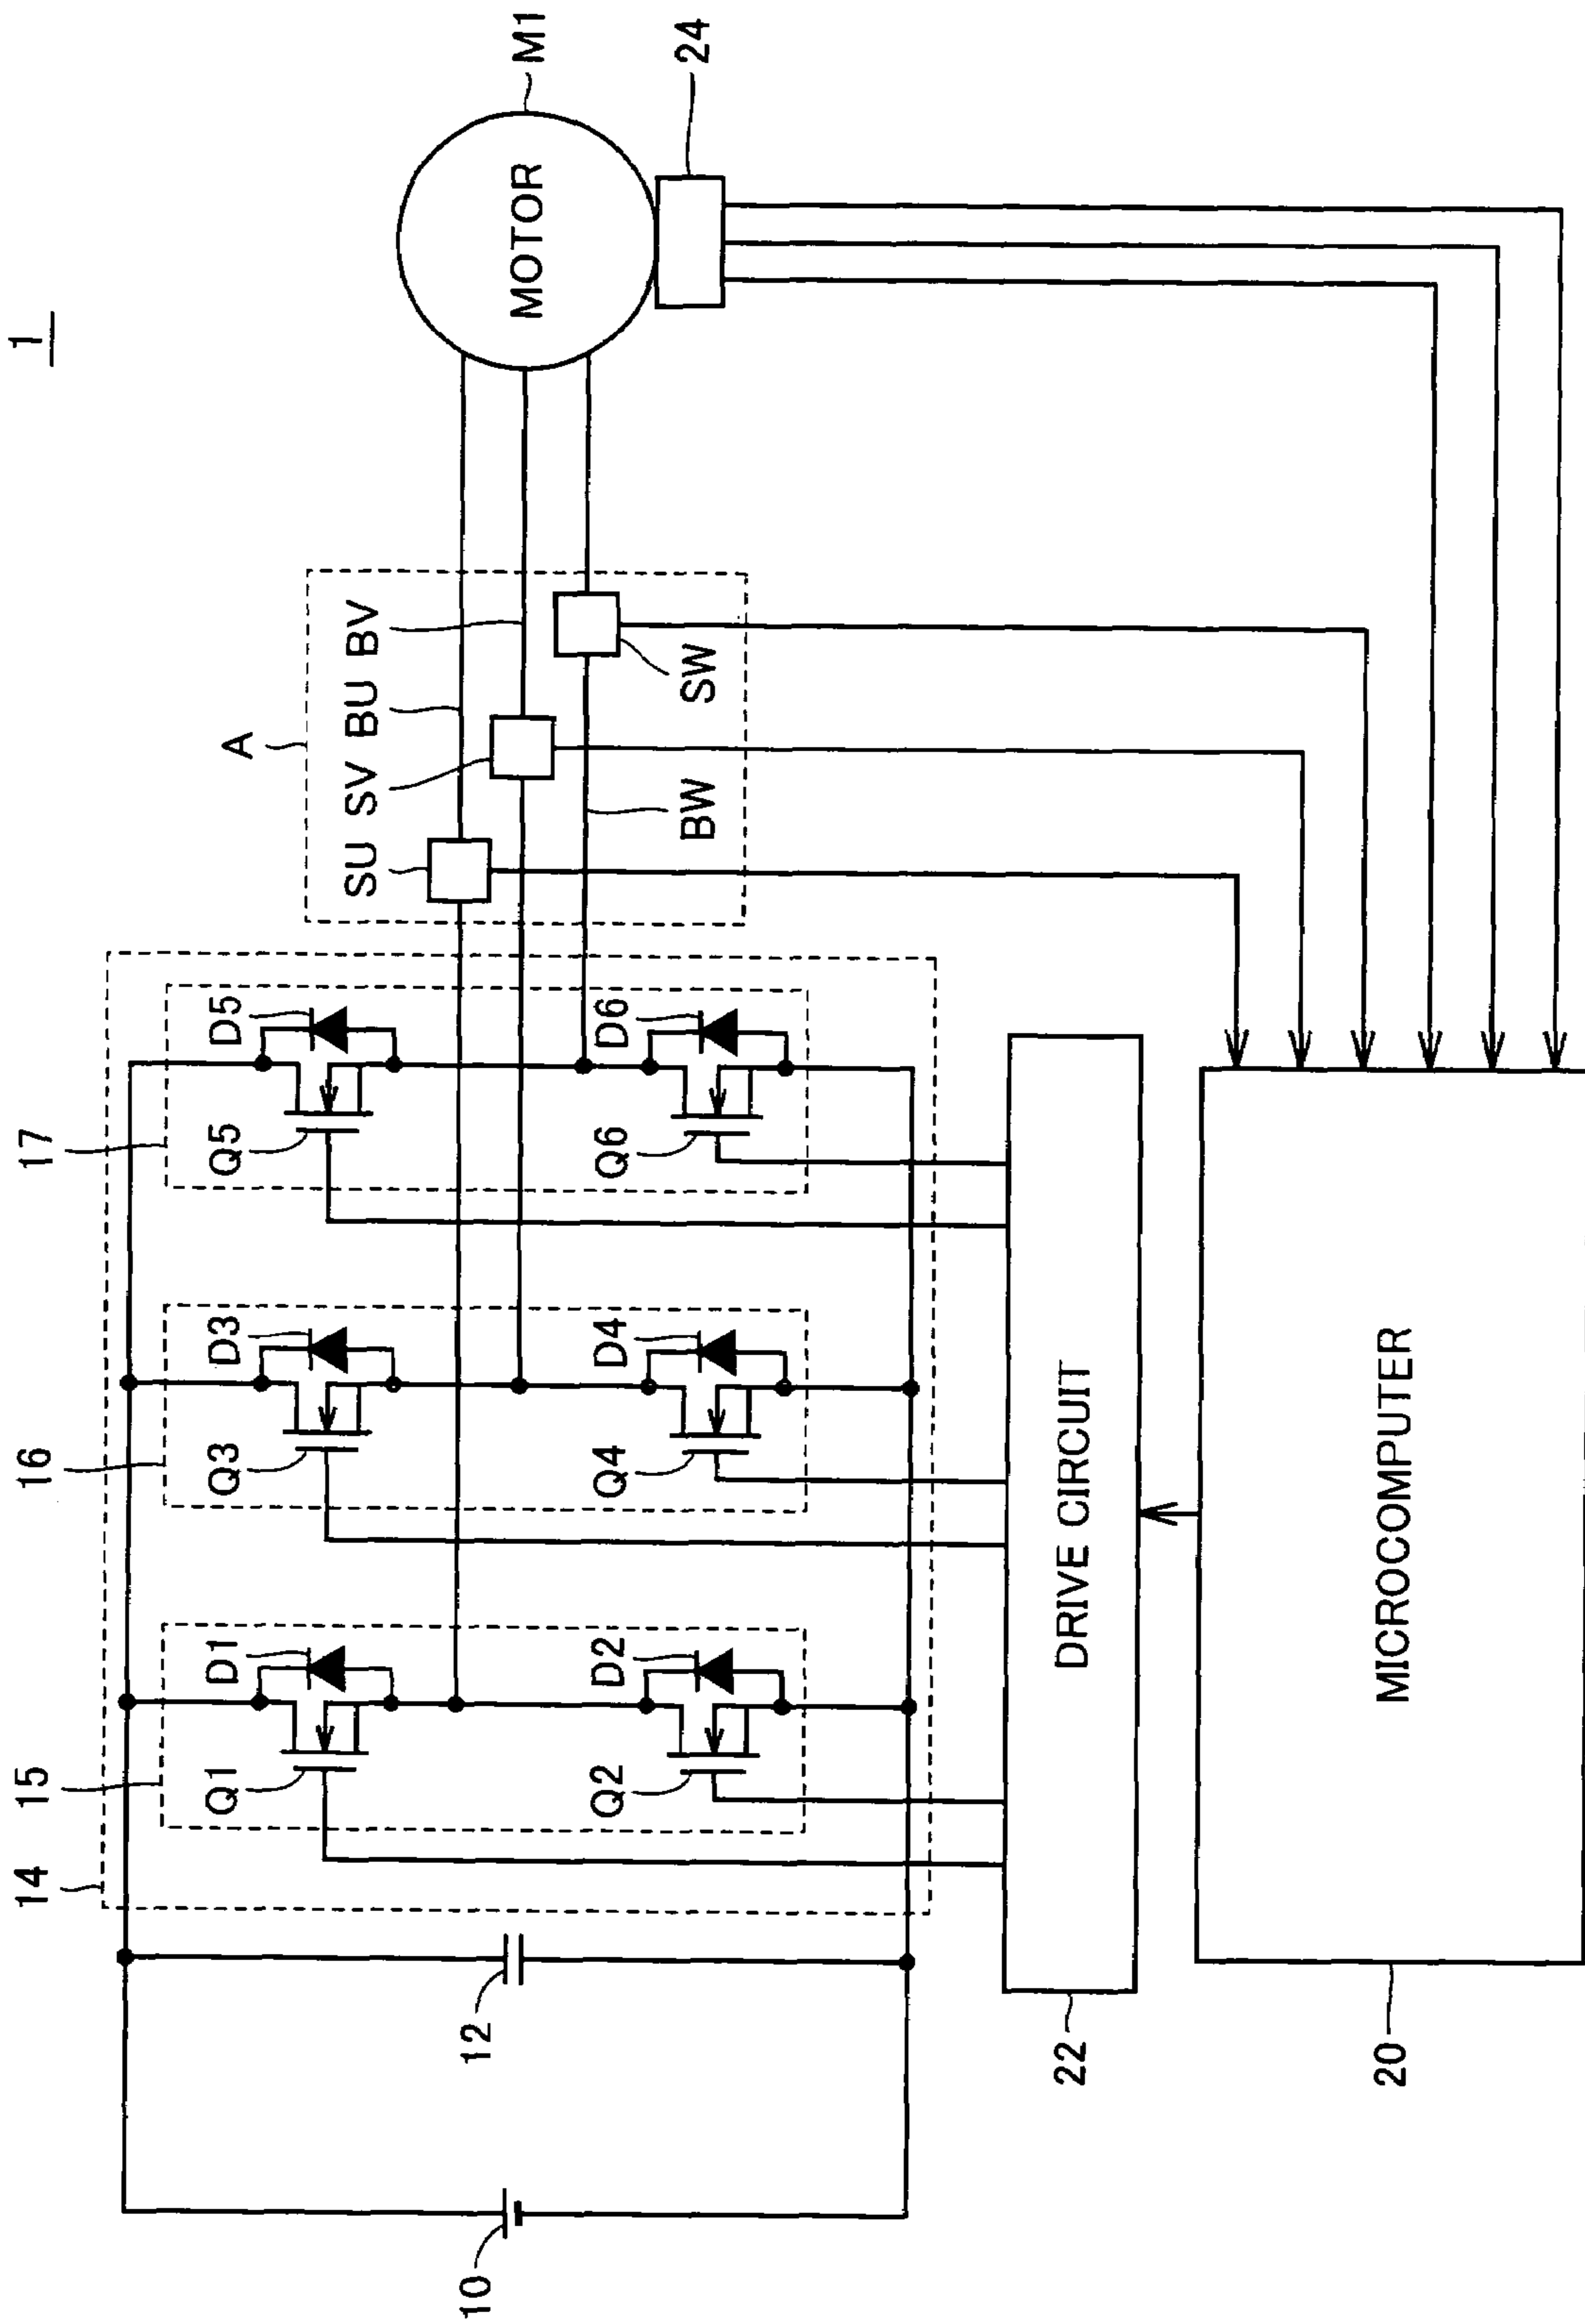 1
14
15
16
17
Q1
D1
Q3
D3
Q5
D5
A
SU
SV
BU
BV
M1
MOTOR
24
10
12
Q2
D2
Q4
D4
Q6
D6
BW
SW
22
DRIVE CIRCUIT
20
MICROCOMPUTER